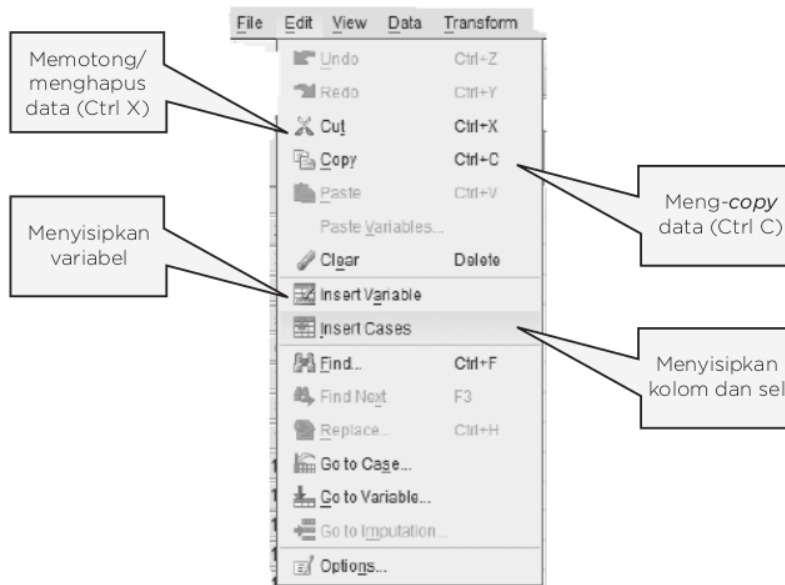 File Edit View Data Transform
Undo Ctrl+Z
Redo Ctrl+Y
Cut Ctrl+X
Copy Ctrl+C
Paste Ctrl+V
Paste Variables...
Clear Delete
Insert Variable
Insert Cases
Find... Ctrl+F
Find Next F3
Replace... Ctrl+H
Go to Case...
Go to Variable...
Go to Imputation...
Options...
Memotong/
menghapus
data (Ctrl X)
Menyisipkan
variabel
Meng-copy
data (Ctrl C)
Menyisipkan
kolom dan sel